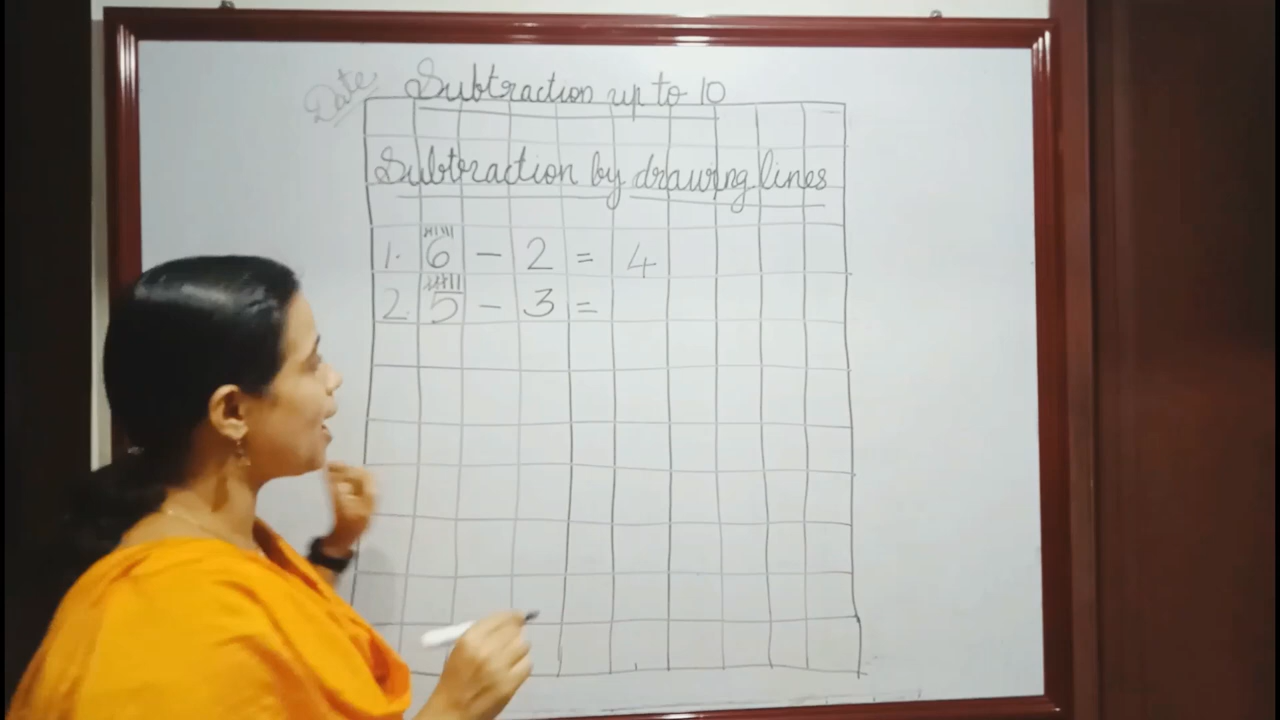 Date
Subtraction up to 10
Subtraction by drawing lines
1. 6 - 2 = 4
2. 5 - 3 =